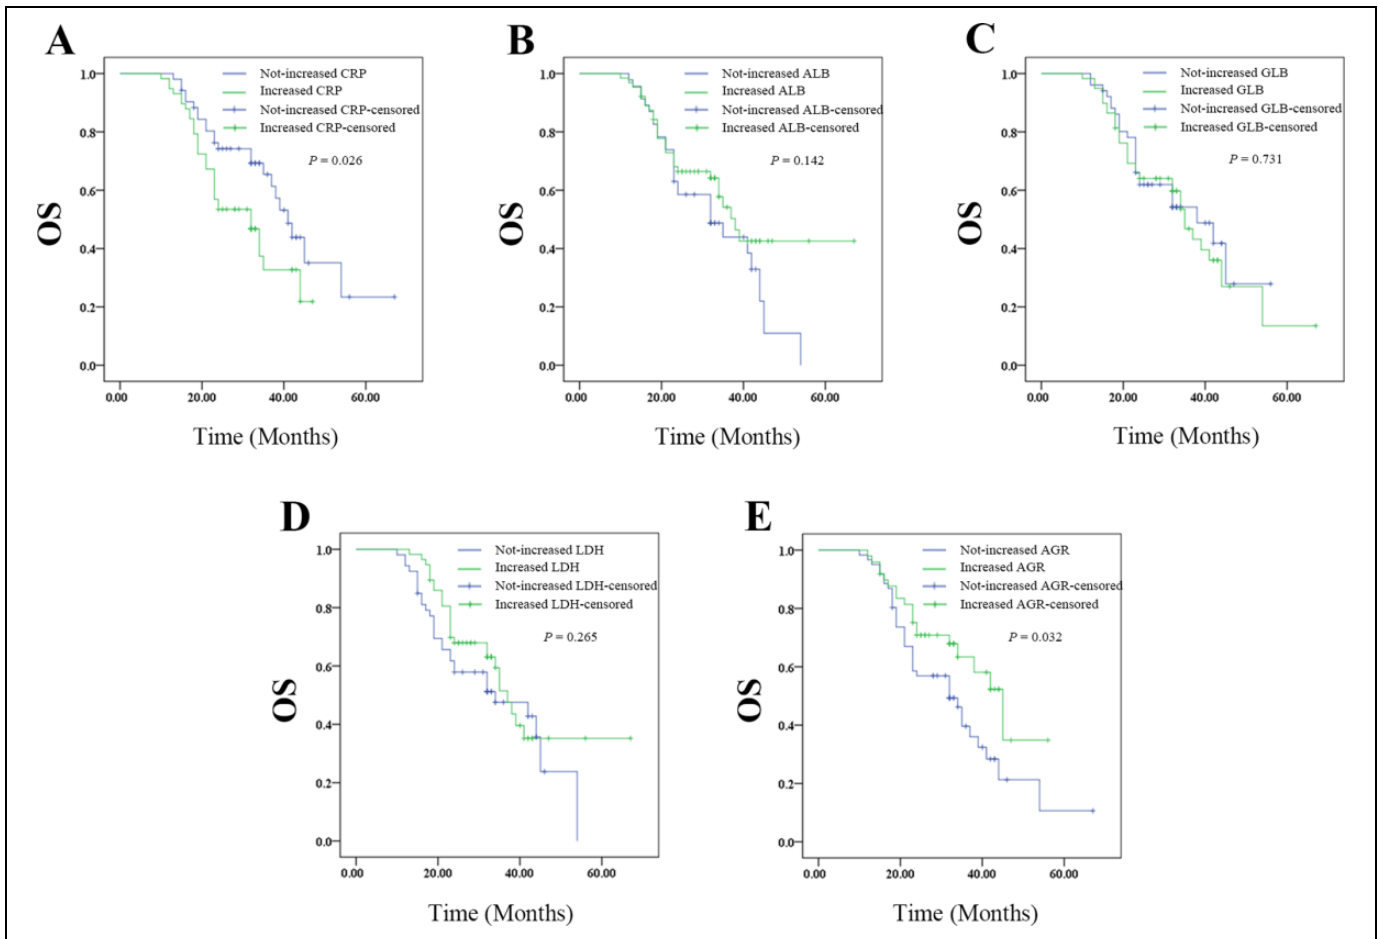 A
1.0
0.8
0.6
0.4
0.2
0.0
OS
Not-increased CRP
Increased CRP
Not-increased CRP-censored
Increased CRP-censored
P = 0.026
0.00 20.00 40.00 60.00
Time (Months)
B
1.0
0.8
0.6
0.4
0.2
0.0
OS
Not-increased ALB
Increased ALB
Not-increased ALB-censored
Increased ALB-censored
P = 0.142
0.00 20.00 40.00 60.00
Time (Months)
C
1.0
0.8
0.6
0.4
0.2
0.0
OS
Not-increased GLB
Increased GLB
Not-increased GLB-censored
Increased GLB-censored
P = 0.731
0.00 20.00 40.00 60.00
Time (Months)
D
1.0
0.8
0.6
0.4
0.2
0.0
OS
Not-increased LDH
Increased LDH
Not-increased LDH-censored
Increased LDH-censored
P = 0.265
0.00 20.00 40.00 60.00
Time (Months)
E
1.0
0.8
0.6
0.4
0.2
0.0
OS
Not-increased AGR
Increased AGR
Not-increased AGR-censored
Increased AGR-censored
P = 0.032
0.00 20.00 40.00 60.00
Time (Months)